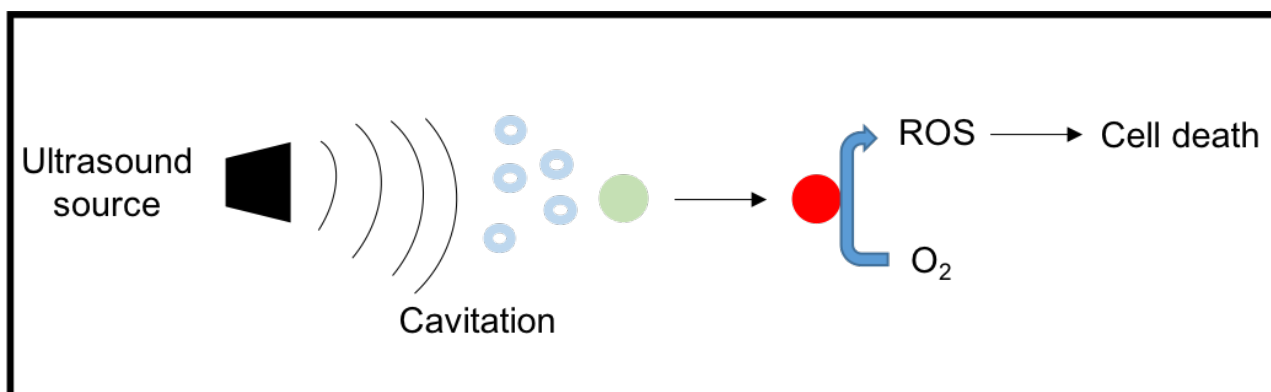 Ultrasound
source
Cavitation
ROS
Cell death
O₂